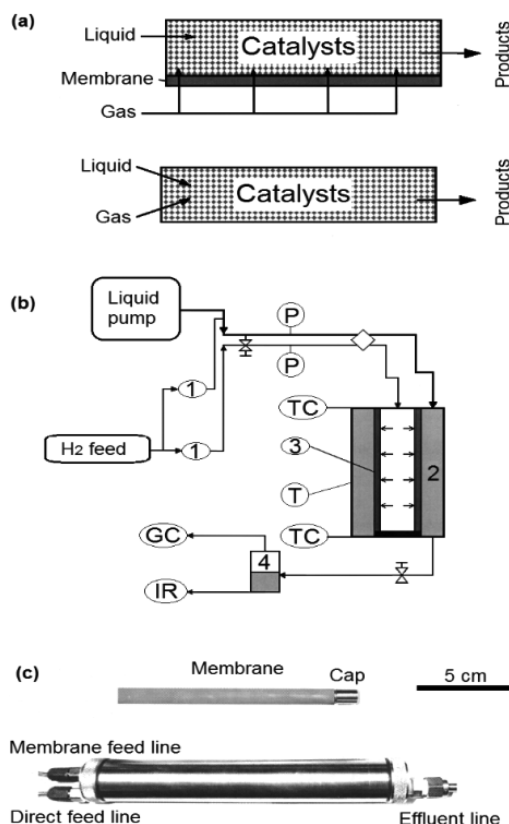 (a)
Liquid
Catalysts
Membrane
Gas
Products
Liquid
Catalysts
Gas
Products
(b)
Liquid
pump
P
P
1
H2 feed
1
TC
3
2
T
TC
GC
4
IR
(c)
Membrane
Cap
5 cm
Membrane feed line
Direct feed line
Effluent line